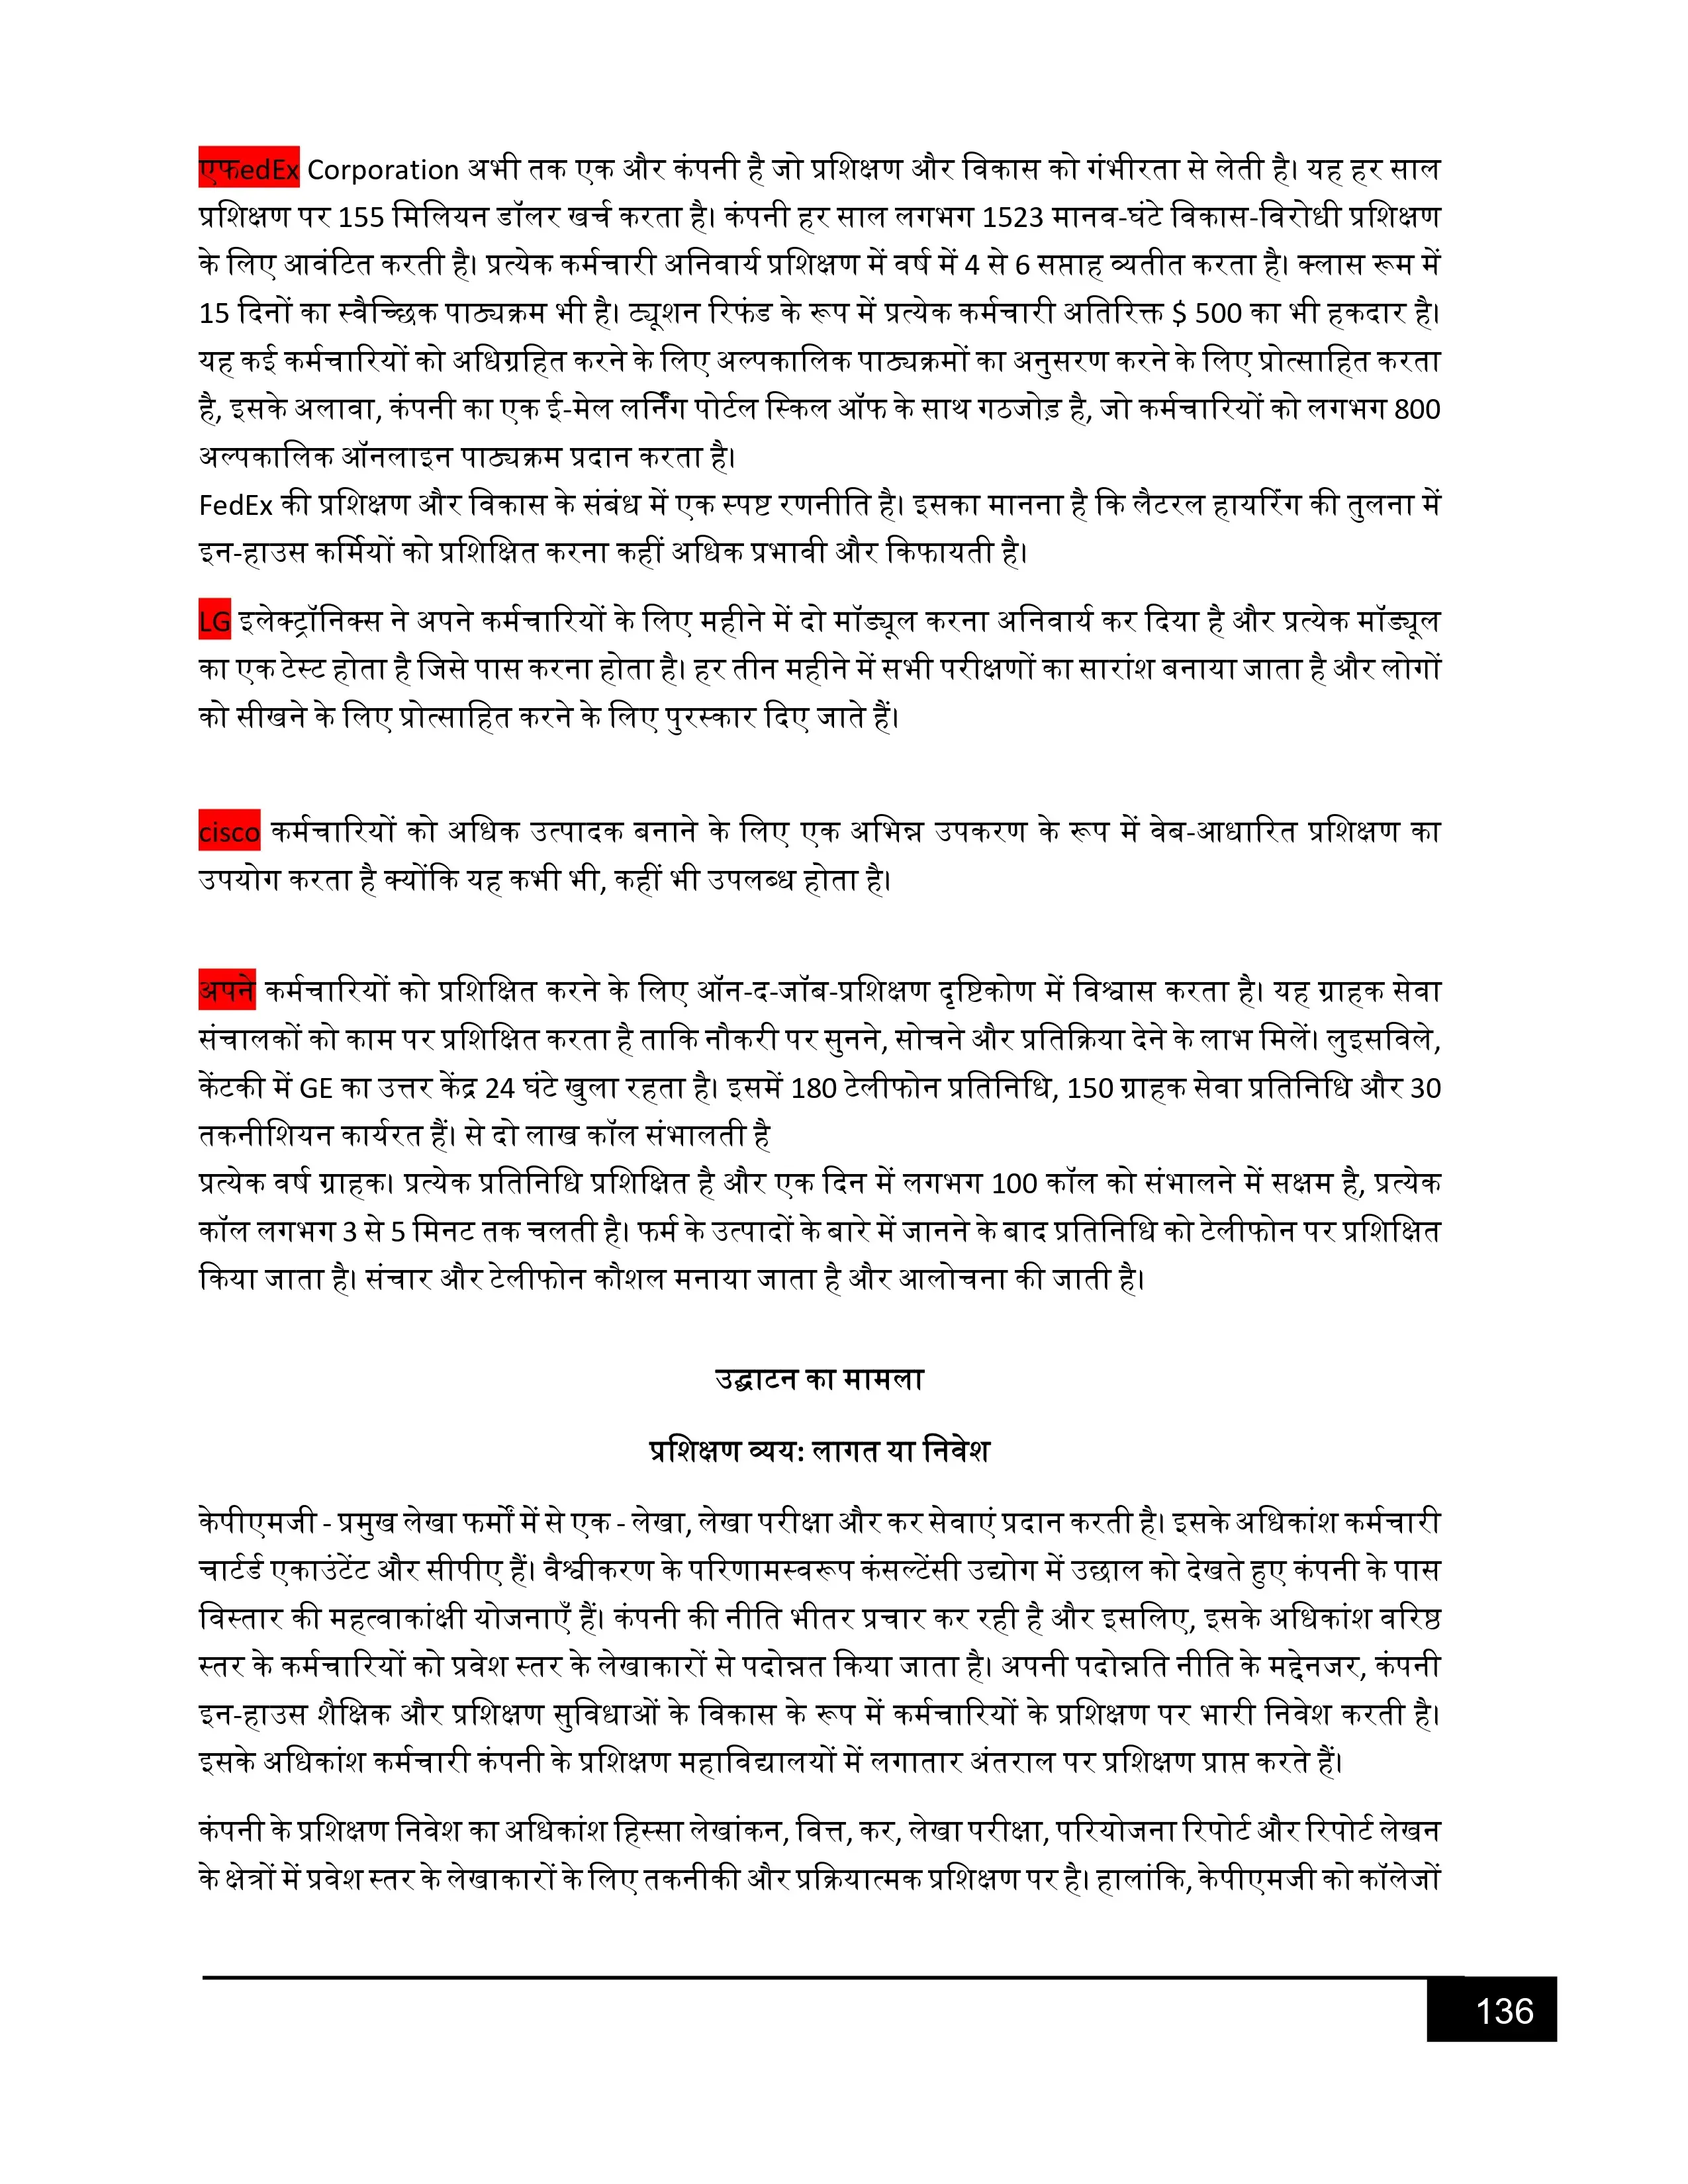 एफedEx Corporation अभी तक एक और कंपनी है जो प्रशिक्षण और विकास को गंभीरता से लेती है। यह हर साल
प्रशिक्षण पर 155 मिलियन डॉलर खर्च करता है। कंपनी हर साल लगभग 1523 मानव-घंटे विकास-विरोधी प्रशिक्षण
के लिए आवंटित करती है। प्रत्येक कर्मचारी अनिवार्य प्रशिक्षण में वर्ष में 4 से 6 सप्ताह व्यतीत करता है। क्लास रूम में
15 दिनों का स्वैच्छिक पाठ्यक्रम भी है। ट्यूशन रिफंड के रूप में प्रत्येक कर्मचारी अतिरिक्त $ 500 का भी हकदार है।
यह कई कर्मचारियों को अधिग्रहित करने के लिए अल्पकालिक पाठ्यक्रमों का अनुसरण करने के लिए प्रोत्साहित करता
है, इसके अलावा, कंपनी का एक ई-मेल लर्निंग पोर्टल स्किल ऑफ के साथ गठजोड़ है, जो कर्मचारियों को लगभग 800
अल्पकालिक ऑनलाइन पाठ्यक्रम प्रदान करता है।
FedEx की प्रशिक्षण और विकास के संबंध में एक स्पष्ट रणनीति है। इसका मानना है कि लैटरल हायरिंग की तुलना में
इन-हाउस कर्मियों को प्रशिक्षित करना कहीं अधिक प्रभावी और किफायती है।
LG इलेक्ट्रॉनिक्स ने अपने कर्मचारियों के लिए महीने में दो मॉड्यूल करना अनिवार्य कर दिया है और प्रत्येक मॉड्यूल
का एक टेस्ट होता है जिसे पास करना होता है। हर तीन महीने में सभी परीक्षणों का सारांश बनाया जाता है और लोगों
को सीखने के लिए प्रोत्साहित करने के लिए पुरस्कार दिए जाते हैं।
cisco कर्मचारियों को अधिक उत्पादक बनाने के लिए एक अभिन्न उपकरण के रूप में वेब-आधारित प्रशिक्षण का
उपयोग करता है क्योंकि यह कभी भी, कहीं भी उपलब्ध होता है।
अपने कर्मचारियों को प्रशिक्षित करने के लिए ऑन-द-जॉब-प्रशिक्षण दृष्टिकोण में विश्वास करता है। यह ग्राहक सेवा
संचालकों को काम पर प्रशिक्षित करता है ताकि नौकरी पर सुनने, सोचने और प्रतिक्रिया देने के लाभ मिलें। लुइसविले,
केंटकी में GE का उत्तर केंद्र 24 घंटे खुला रहता है। इसमें 180 टेलीफोन प्रतिनिधि, 150 ग्राहक सेवा प्रतिनिधि और 30
तकनीशियन कार्यरत हैं। से दो लाख कॉल संभालती है
प्रत्येक वर्ष ग्राहक। प्रत्येक प्रतिनिधि प्रशिक्षित है और एक दिन में लगभग 100 कॉल को संभालने में सक्षम है, प्रत्येक
कॉल लगभग 3 से 5 मिनट तक चलती है। फर्म के उत्पादों के बारे में जानने के बाद प्रतिनिधि को टेलीफोन पर प्रशिक्षित
किया जाता है। संचार और टेलीफोन कौशल मनाया जाता है और आलोचना की जाती है।
उद्घाटन का मामला
प्रशिक्षण व्यय: लागत या निवेश
केपीएमजी - प्रमुख लेखा फर्मों में से एक - लेखा, लेखा परीक्षा और कर सेवाएं प्रदान करती है। इसके अधिकांश कर्मचारी
चार्टर्ड एकाउंटेंट और सीपीए हैं। वैश्वीकरण के परिणामस्वरूप कंसल्टेंसी उद्योग में उछाल को देखते हुए कंपनी के पास
विस्तार की महत्वाकांक्षी योजनाएँ हैं। कंपनी की नीति भीतर प्रचार कर रही है और इसलिए, इसके अधिकांश वरिष्ठ
स्तर के कर्मचारियों को प्रवेश स्तर के लेखाकारों से पदोन्नत किया जाता है। अपनी पदोन्नति नीति के मद्देनजर, कंपनी
इन-हाउस शैक्षिक और प्रशिक्षण सुविधाओं के विकास के रूप में कर्मचारियों के प्रशिक्षण पर भारी निवेश करती है।
इसके अधिकांश कर्मचारी कंपनी के प्रशिक्षण महाविद्यालयों में लगातार अंतराल पर प्रशिक्षण प्राप्त करते हैं।
कंपनी के प्रशिक्षण निवेश का अधिकांश हिस्सा लेखांकन, वित्त, कर, लेखा परीक्षा, परियोजना रिपोर्ट और रिपोर्ट लेखन
के क्षेत्रों में प्रवेश स्तर के लेखाकारों के लिए तकनीकी और प्रक्रियात्मक प्रशिक्षण पर है। हालांकि, केपीएमजी को कॉलेजों
136